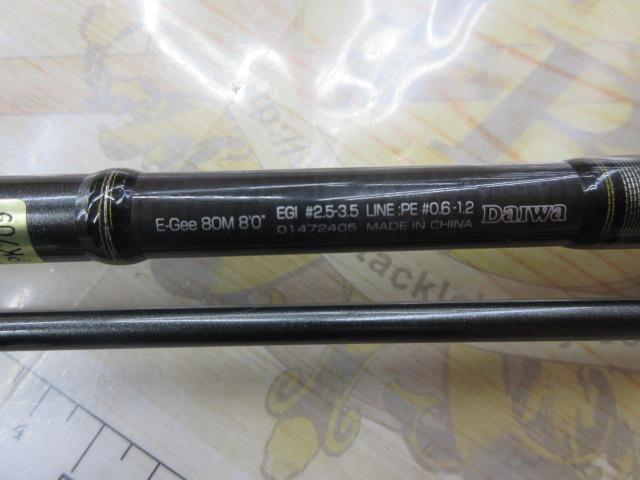 E-Gee 80M 8'0" EGI #2.5-3.5 LINE:PE #0.6-1.2 DAIWA
01472405 MADE IN CHINA
4